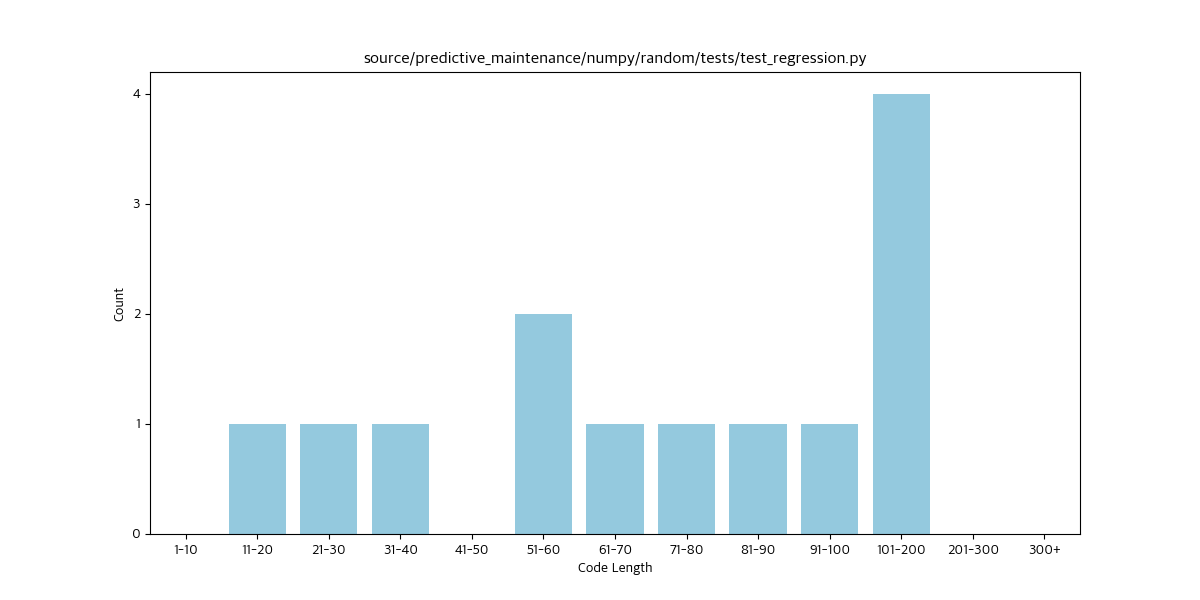 source/predictive_maintenance/numpy/random/tests/test_regression.py
4
3
2
1
0
Count
1-10 11-20 21-30 31-40 41-50 51-60 61-70 71-80 81-90 91-100 101-200 201-300 300+
Code Length